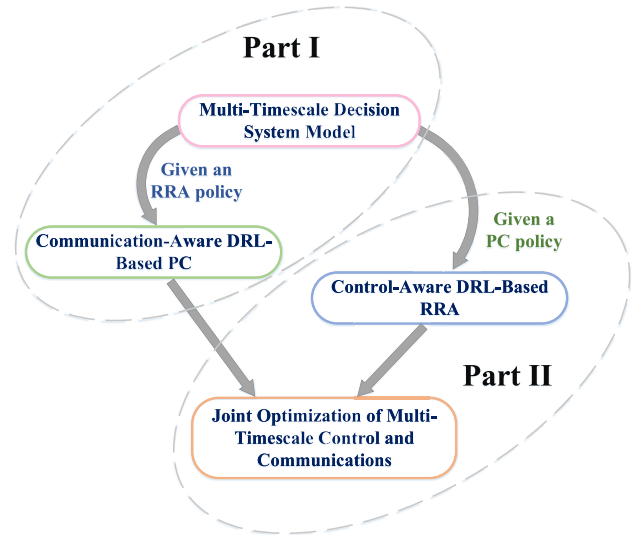 Part I
Multi-Timescale Decision
System Model
Given an
RRA policy
Given a
PC policy
Communication-Aware DRL-
Based PC
Control-Aware DRL-Based
RRA
Part II
Joint Optimization of Multi-
Timescale Control and
Communications